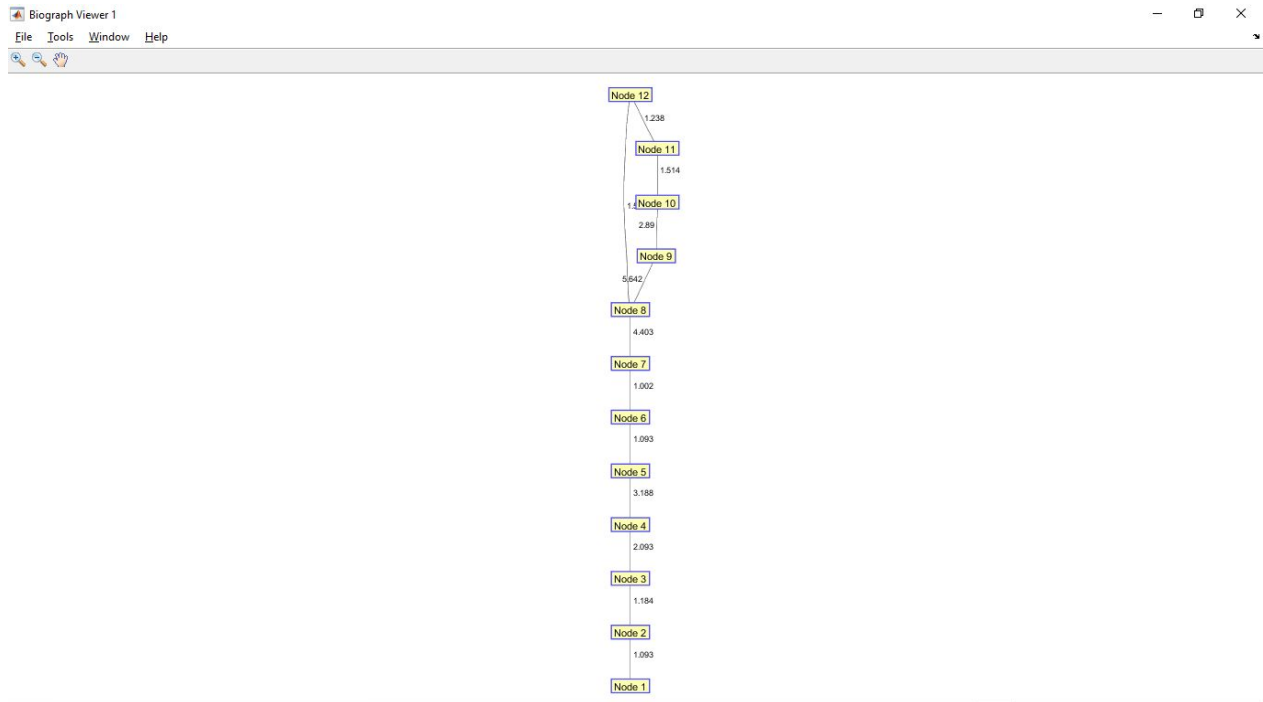 Biograph Viewer 1
File Tools Window Help
Node 12
1.238
Node 11
1.514
Node 10
2.89
Node 9
5.642
Node 8
4.403
Node 7
1.002
Node 6
1.093
Node 5
3.188
Node 4
2.093
Node 3
1.184
Node 2
1.093
Node 1